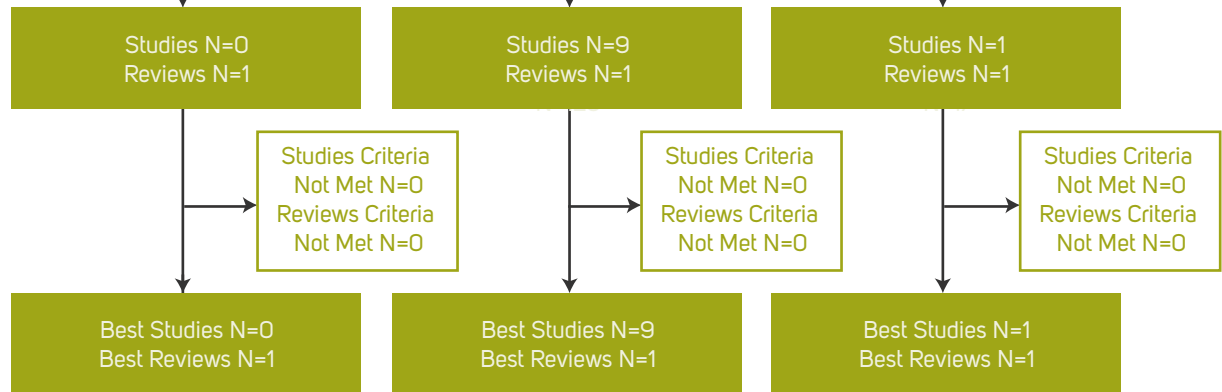 Studies N=0
Reviews N=1
Studies N=9
Reviews N=1
Studies N=1
Reviews N=1
Studies Criteria
Not Met N=0
Reviews Criteria
Not Met N=0
Studies Criteria
Not Met N=0
Reviews Criteria
Not Met N=0
Studies Criteria
Not Met N=0
Reviews Criteria
Not Met N=0
Best Studies N=0
Best Reviews N=1
Best Studies N=9
Best Reviews N=1
Best Studies N=1
Best Reviews N=1